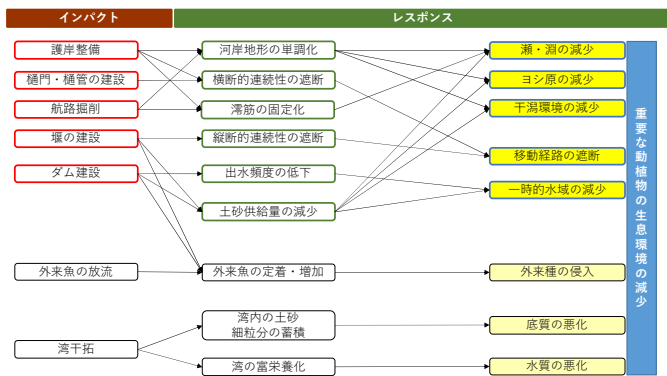 インパクト
レスポンス
護岸整備
河岸地形の単調化
瀬・淵の減少
樋門・樋管の建設
横断的連続性の遮断
ヨシ原の減少
航路掘削
澪筋の固定化
干潟環境の減少
堰の建設
縦断的連続性の遮断
移動経路の遮断
ダム建設
出水頻度の低下
一時的水域の減少
土砂供給量の減少
外来魚の放流
外来魚の定着・増加
外来種の侵入
湾干拓
湾内の土砂
細粒分の蓄積
底質の悪化
湾の富栄養化
水質の悪化
重要な動植物の生息環境の減少